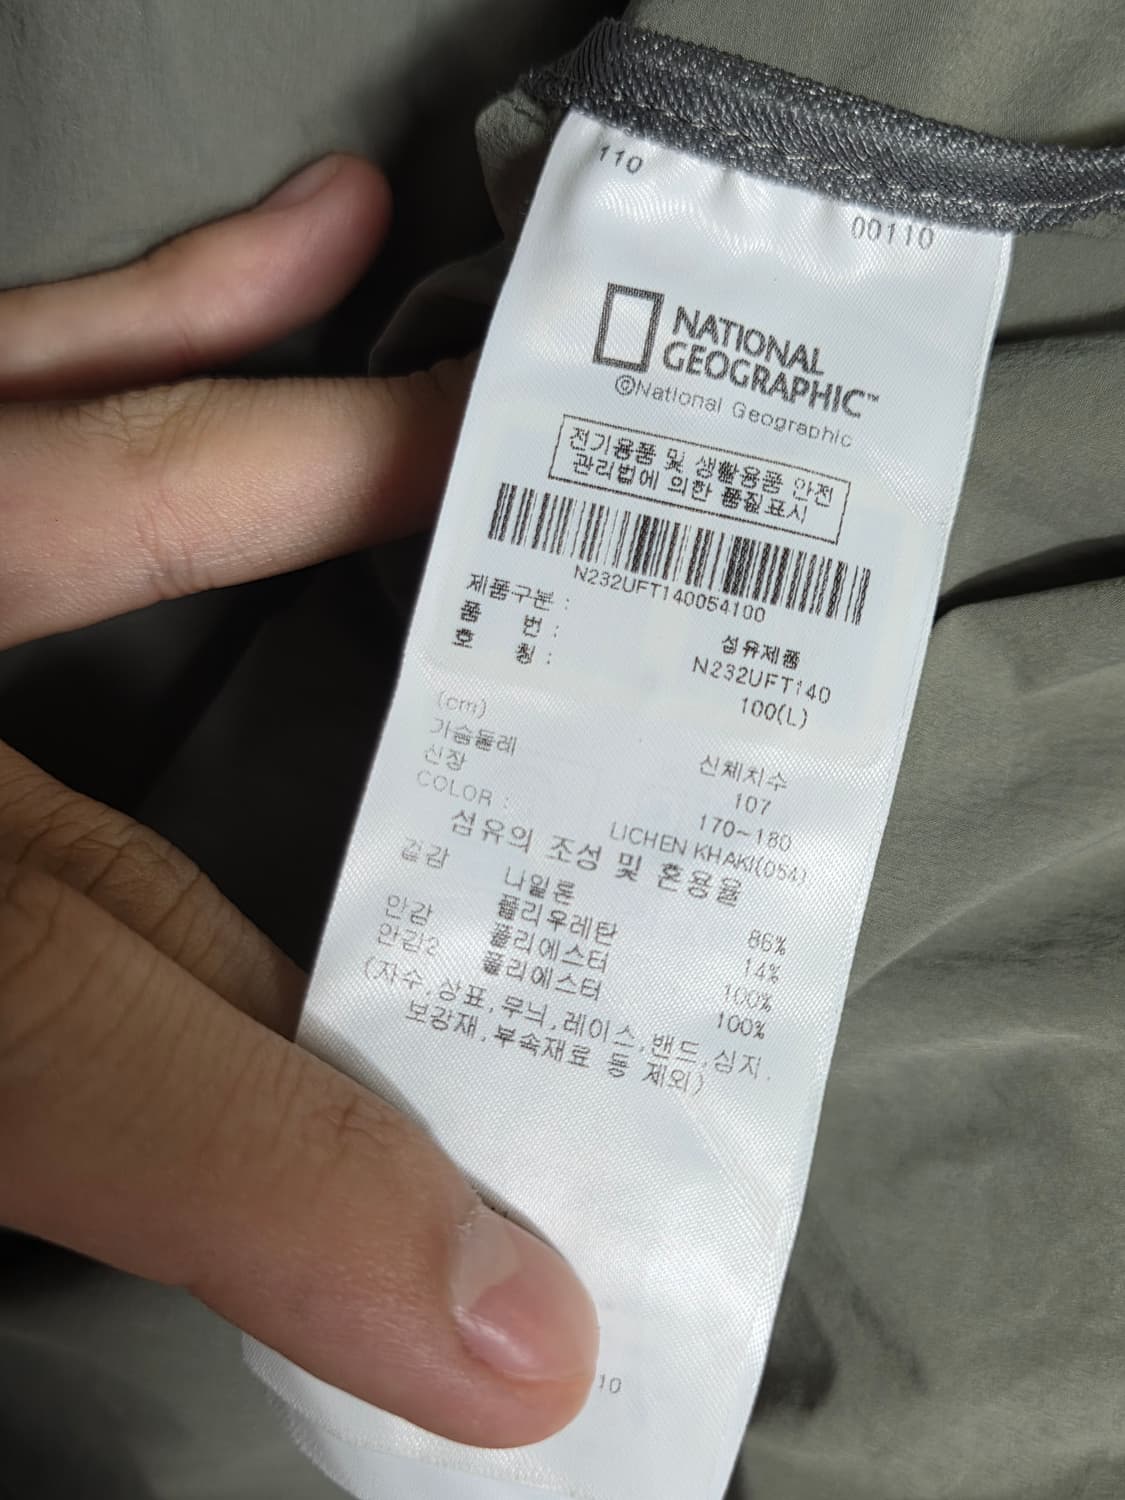 110
00110
NATIONAL
GEOGRAPHIC™
©National Geographic
전기용품 및 생활용품 안전
관리법에 의한 품질표시
N232UFT140054100
제품구분 : 섬유제품
품 번 : N232UFT140
호 칭 : 100(L)
(cm) 신체치수
가슴둘레 107
신장 170~180
COLOR : LICHEN KHAKI(054)
섬유의 조성 및 혼용율
겉감 나일론 86%
폴리우레탄 14%
안감 폴리에스터 100%
안감2 폴리에스터 100%
(자수,상표,무늬,레이스,밴드,심지,
보강재,부속재료 등 제외)
10